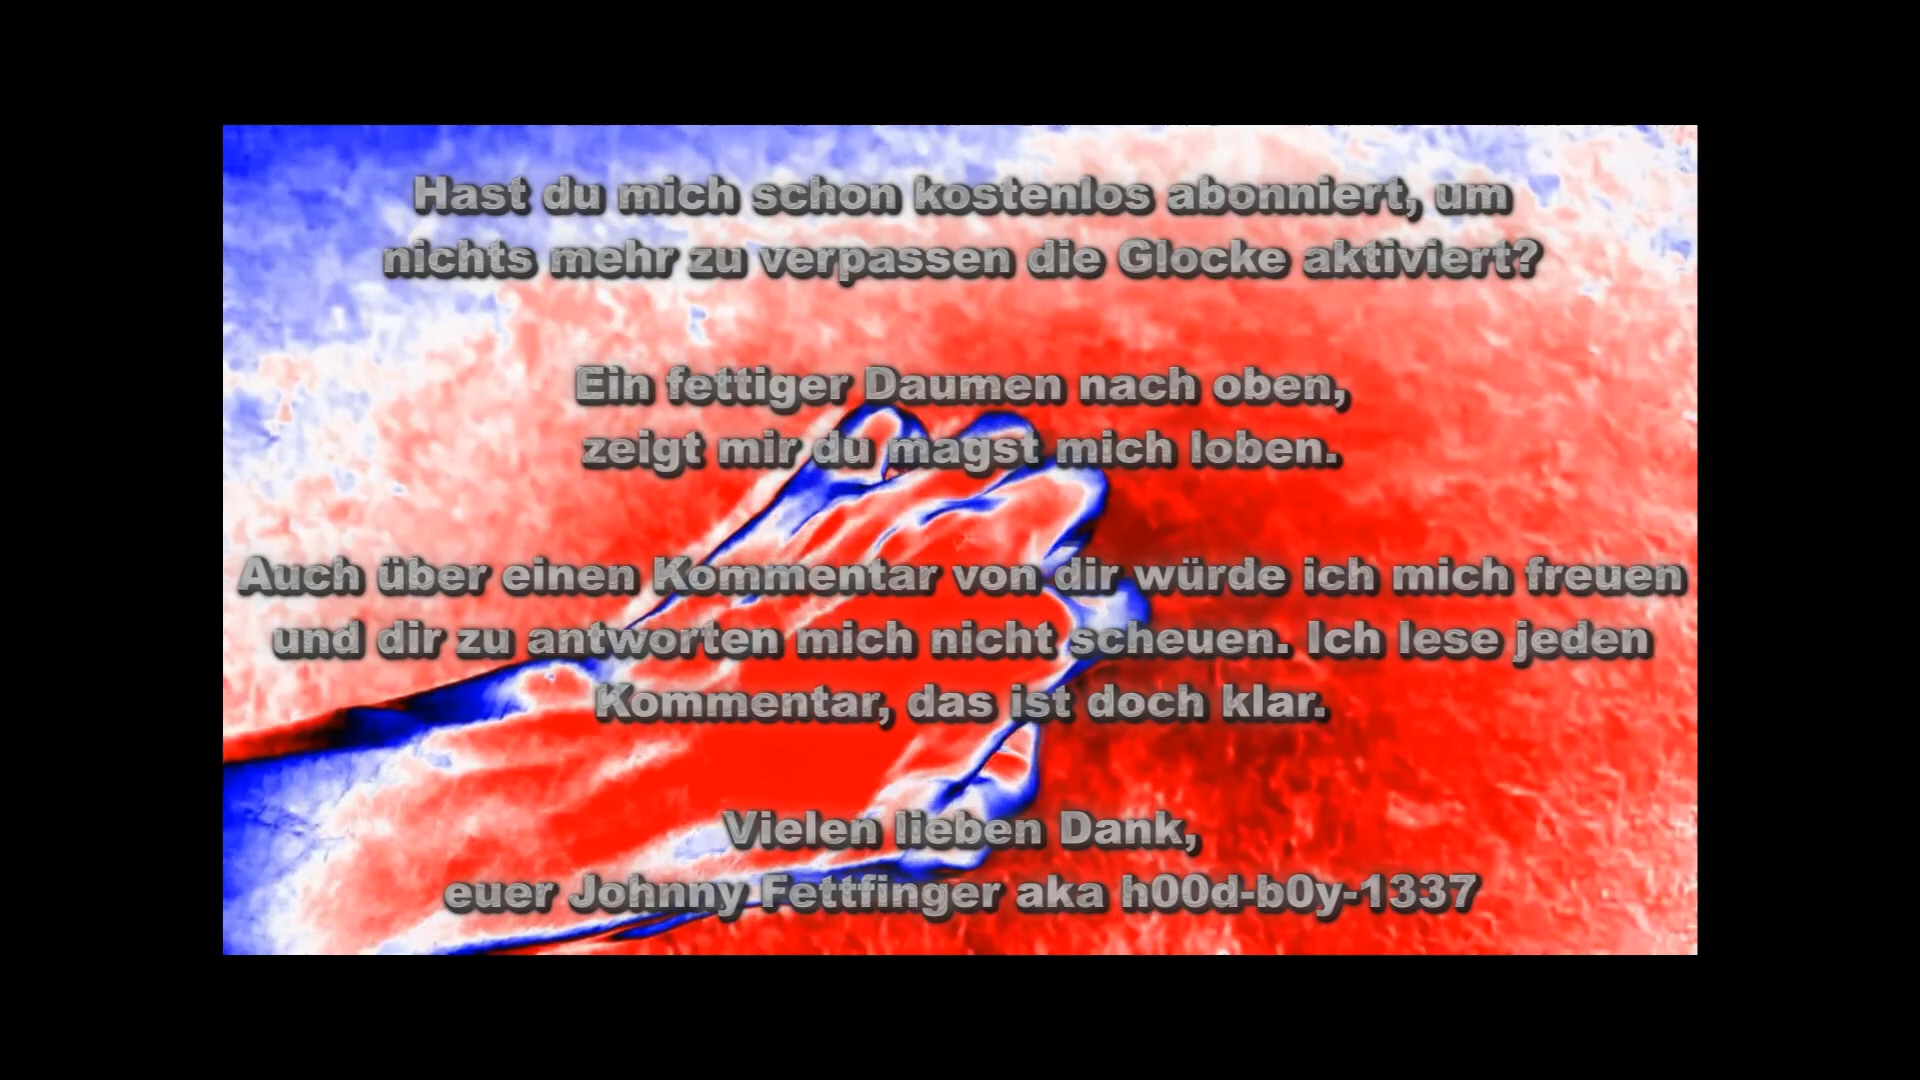 Hast du mich schon kostenlos abonniert, um
nichts mehr zu verpassen die Glocke aktiviert?
Ein fettiger Daumen nach oben,
zeigt mir du magst mich loben.
Auch über einen Kommentar von dir würde ich mich freuen
und dir zu antworten mich nicht scheuen. Ich lese jeden
Kommentar, das ist doch klar.
Vielen lieben Dank,
euer Johnny Fettfinger aka h00d-b0y-1337